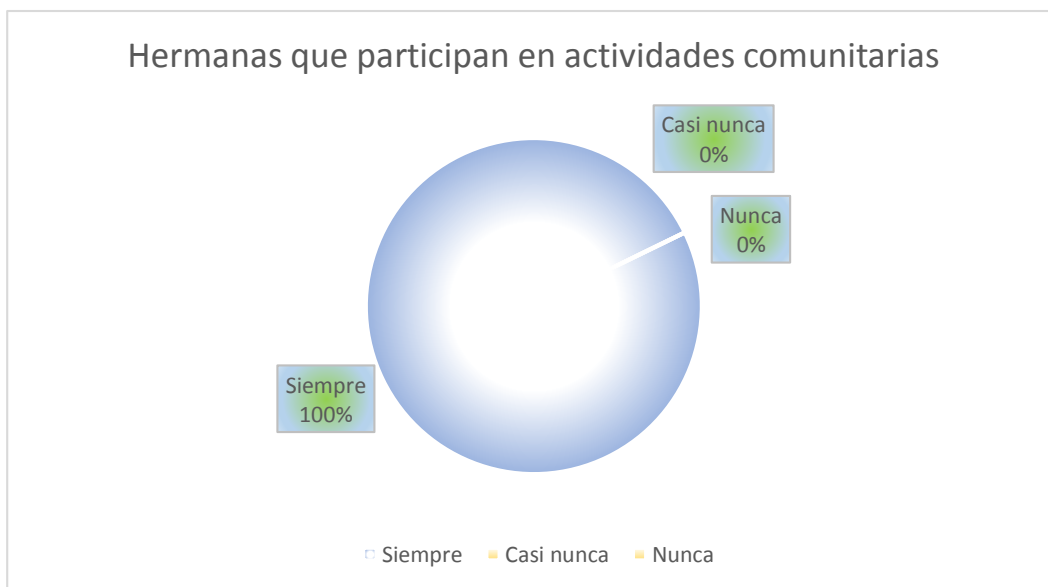 Hermanas que participan en actividades comunitarias
Casi nunca
0%
Nunca
0%
Siempre
100%
Siempre Casi nunca Nunca